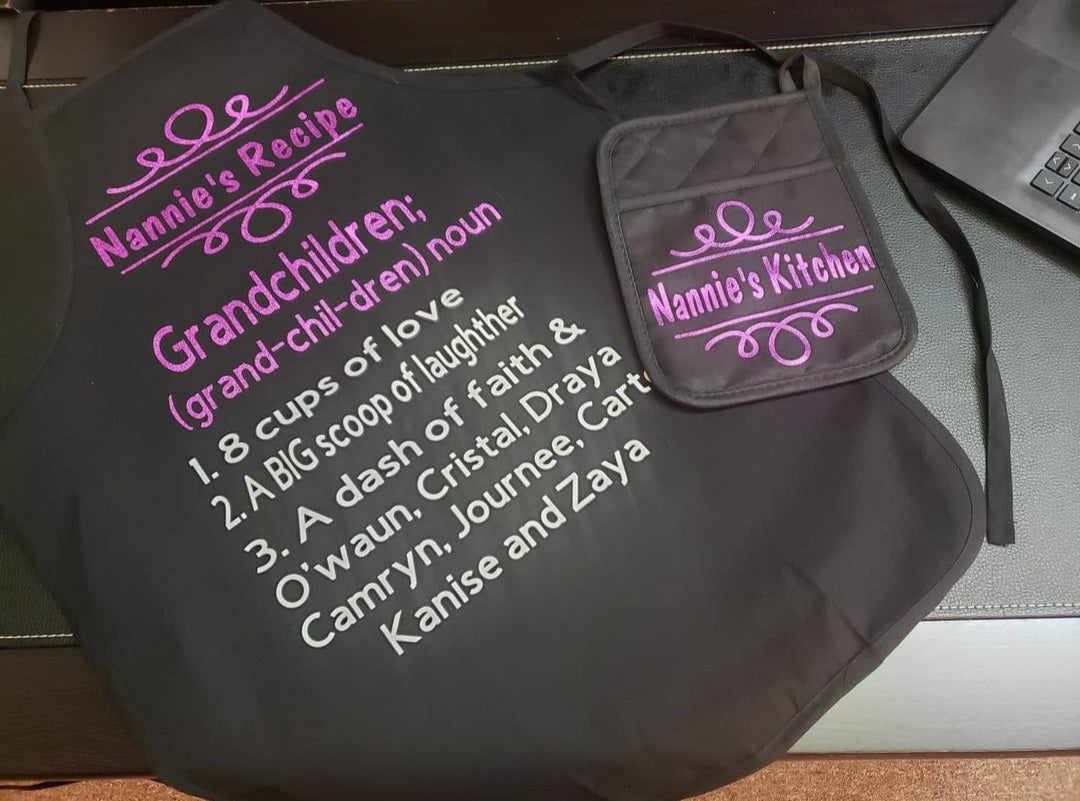 Nannie's Recipe
Grandchildren;
(grand-chil-dren) noun
1. 8 cups of love
2. A BIG scoop of laughther
3. A dash of faith &
O'waun, Cristal, Draya
Camryn, Journee,
Kanise and Zaya
Nannie's Kitchen